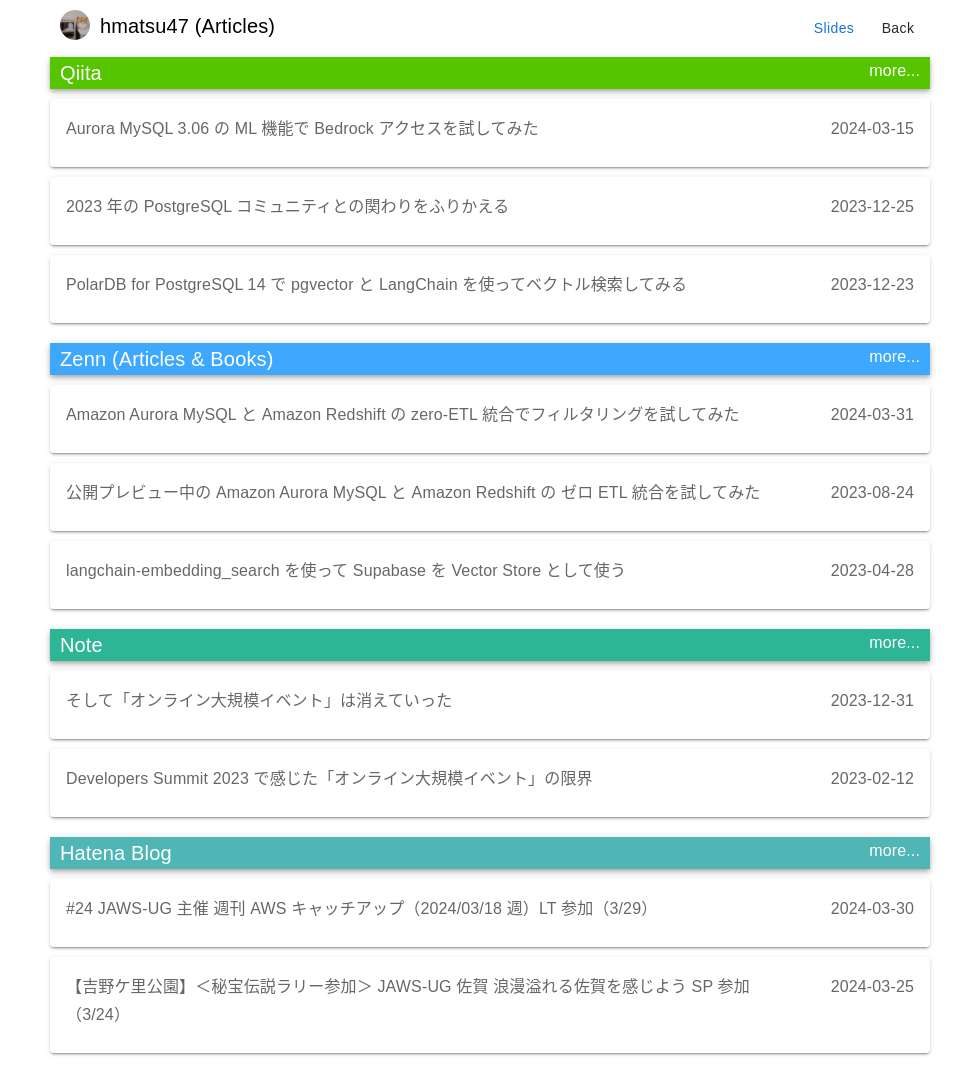 hmatsu47 (Articles)
Slides
Back
Qiita
more...
Aurora MySQL 3.06 の ML 機能で Bedrock アクセスを試してみた
2024-03-15
2023 年の PostgreSQL コミュニティとの関わりをふりかえる
2023-12-25
PolarDB for PostgreSQL 14 で pgvector と LangChain を使ってベクトル検索してみる
2023-12-23
Zenn (Articles & Books)
more...
Amazon Aurora MySQL と Amazon Redshift の zero-ETL 統合でフィルタリングを試してみた
2024-03-31
公開プレビュー中の Amazon Aurora MySQL と Amazon Redshift の ゼロ ETL 統合を試してみた
2023-08-24
langchain-embedding_search を使って Supabase を Vector Store として使う
2023-04-28
Note
more...
そして「オンライン大規模イベント」は消えていった
2023-12-31
Developers Summit 2023 で感じた「オンライン大規模イベント」の限界
2023-02-12
Hatena Blog
more...
#24 JAWS-UG 主催 週刊 AWS キャッチアップ（2024/03/18 週）LT 参加（3/29）
2024-03-30
【吉野ケ里公園】＜秘宝伝説ラリー参加＞ JAWS-UG 佐賀 浪漫溢れる佐賀を感じよう SP 参加
（3/24）
2024-03-25